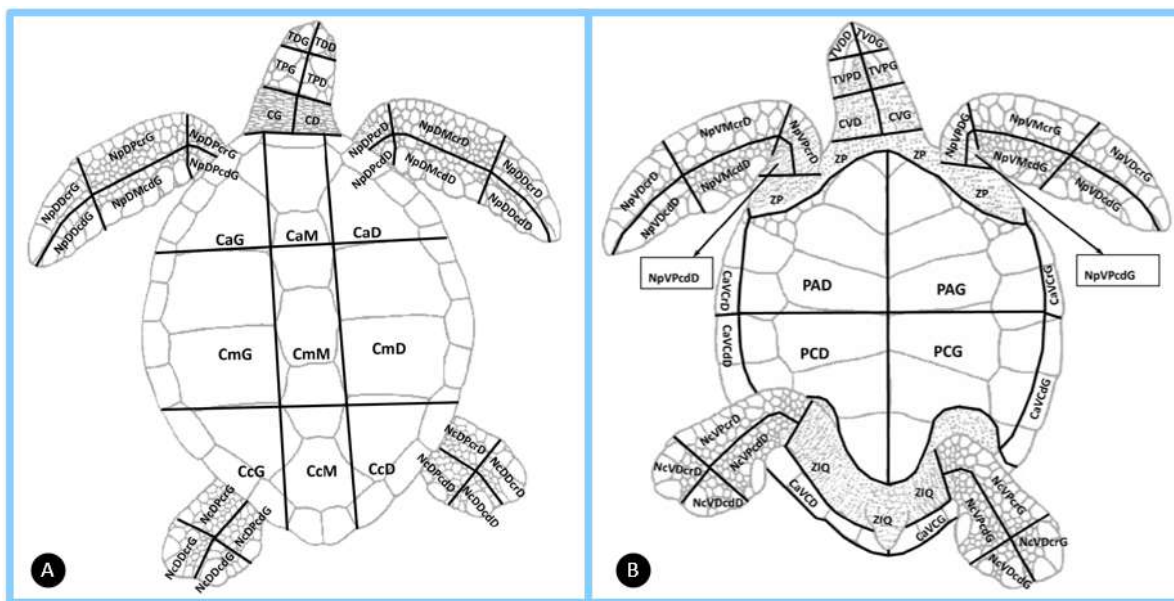 TDG TDD
TPG TPD
CG CD
NpDPcrG
NpDPcrG
NpDPcdG
NpDDcrG
NpDMcdG
NpDDcdG
NpDPcrD
NpDMcrD
NpDPcdD
NpDMcdD
NpDDcrD
NpDDcdD
CaG CaM CaD
CmG CmM CmD
CcG CcM CcD
NcDPcrG
NcDPcdG
NcDDcrG
NcDDcdG
NcDPcrD
NcDDcrD
NcDPcdD
NcDDcdD
A
TVDD TVDG
TVPD TVPG
CVD CVG
NpVMcrD
NpVPcrD
NpVMcdD
NpVDcrD
NpVDcdD
NpVPDG
NpVMcrG
NpVMcdG
NpVDcrG
NpVDcdG
ZP ZP
ZP ZP
NpVPcdD
NpVPcdG
CaVCrD
CaVCrG
PAD PAG
CaVCdD
PCD PCG
CaVCdG
NcVPcrD
NcVPcdD
NcVDcrD
NcVDcdD
ZIQ ZIQ
ZIQ
CaVCD CaVCG
NcVPcrG
NcVPcdG
NcVDcrG
NcVDcdG
B